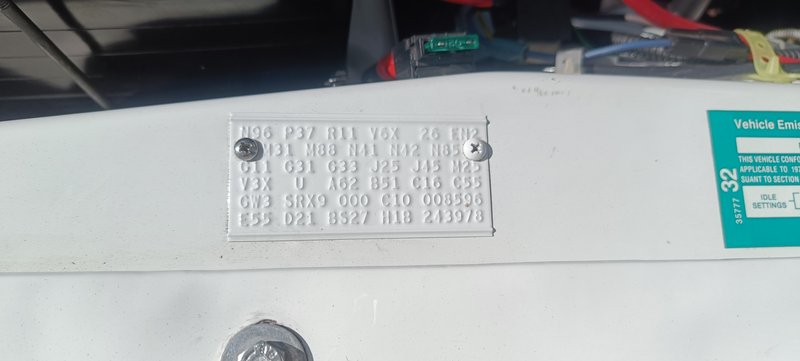 N96 P37 R11 V6X 26 EN2
M31 M88 N41 N42 N85
G11 G31 G33 J25 J45 M25
V3X U A62 B51 C16 C55
GW3 SRX9 000 C10 008596
E55 D21 BS27 H1B 243978
Vehicle Emis
THIS VEHICLE CONFO
APPLICABLE TO 197
SUANT TO SECTION
IDLE
SETTINGS
32
35777